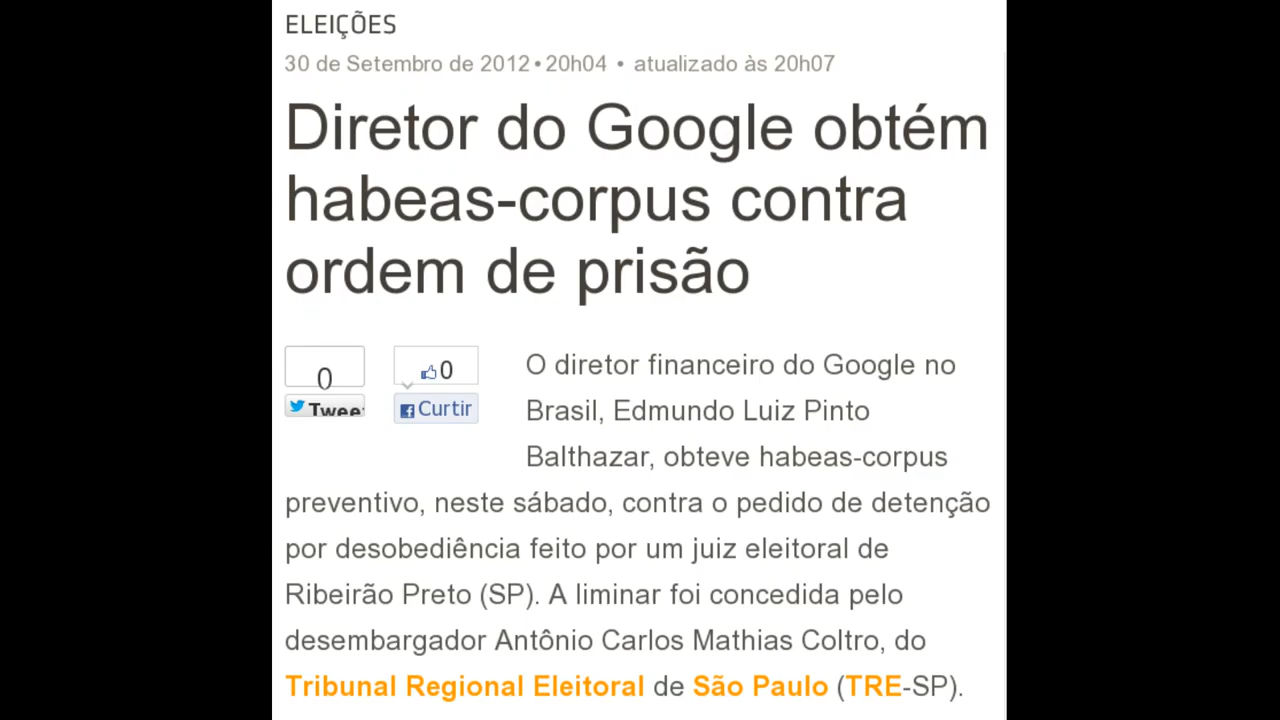 ELEIÇÕES
30 de Setembro de 2012 • 20h04 • atualizado às 20h07
Diretor do Google obtém
habeas-corpus contra
ordem de prisão
0
Tweet
0
Curtir
O diretor financeiro do Google no
Brasil, Edmundo Luiz Pinto
Balthazar, obteve habeas-corpus
preventivo, neste sábado, contra o pedido de detenção
por desobediência feito por um juiz eleitoral de
Ribeirão Preto (SP). A liminar foi concedida pelo
desembargador Antônio Carlos Mathias Coltro, do
Tribunal Regional Eleitoral de São Paulo (TRE-SP).